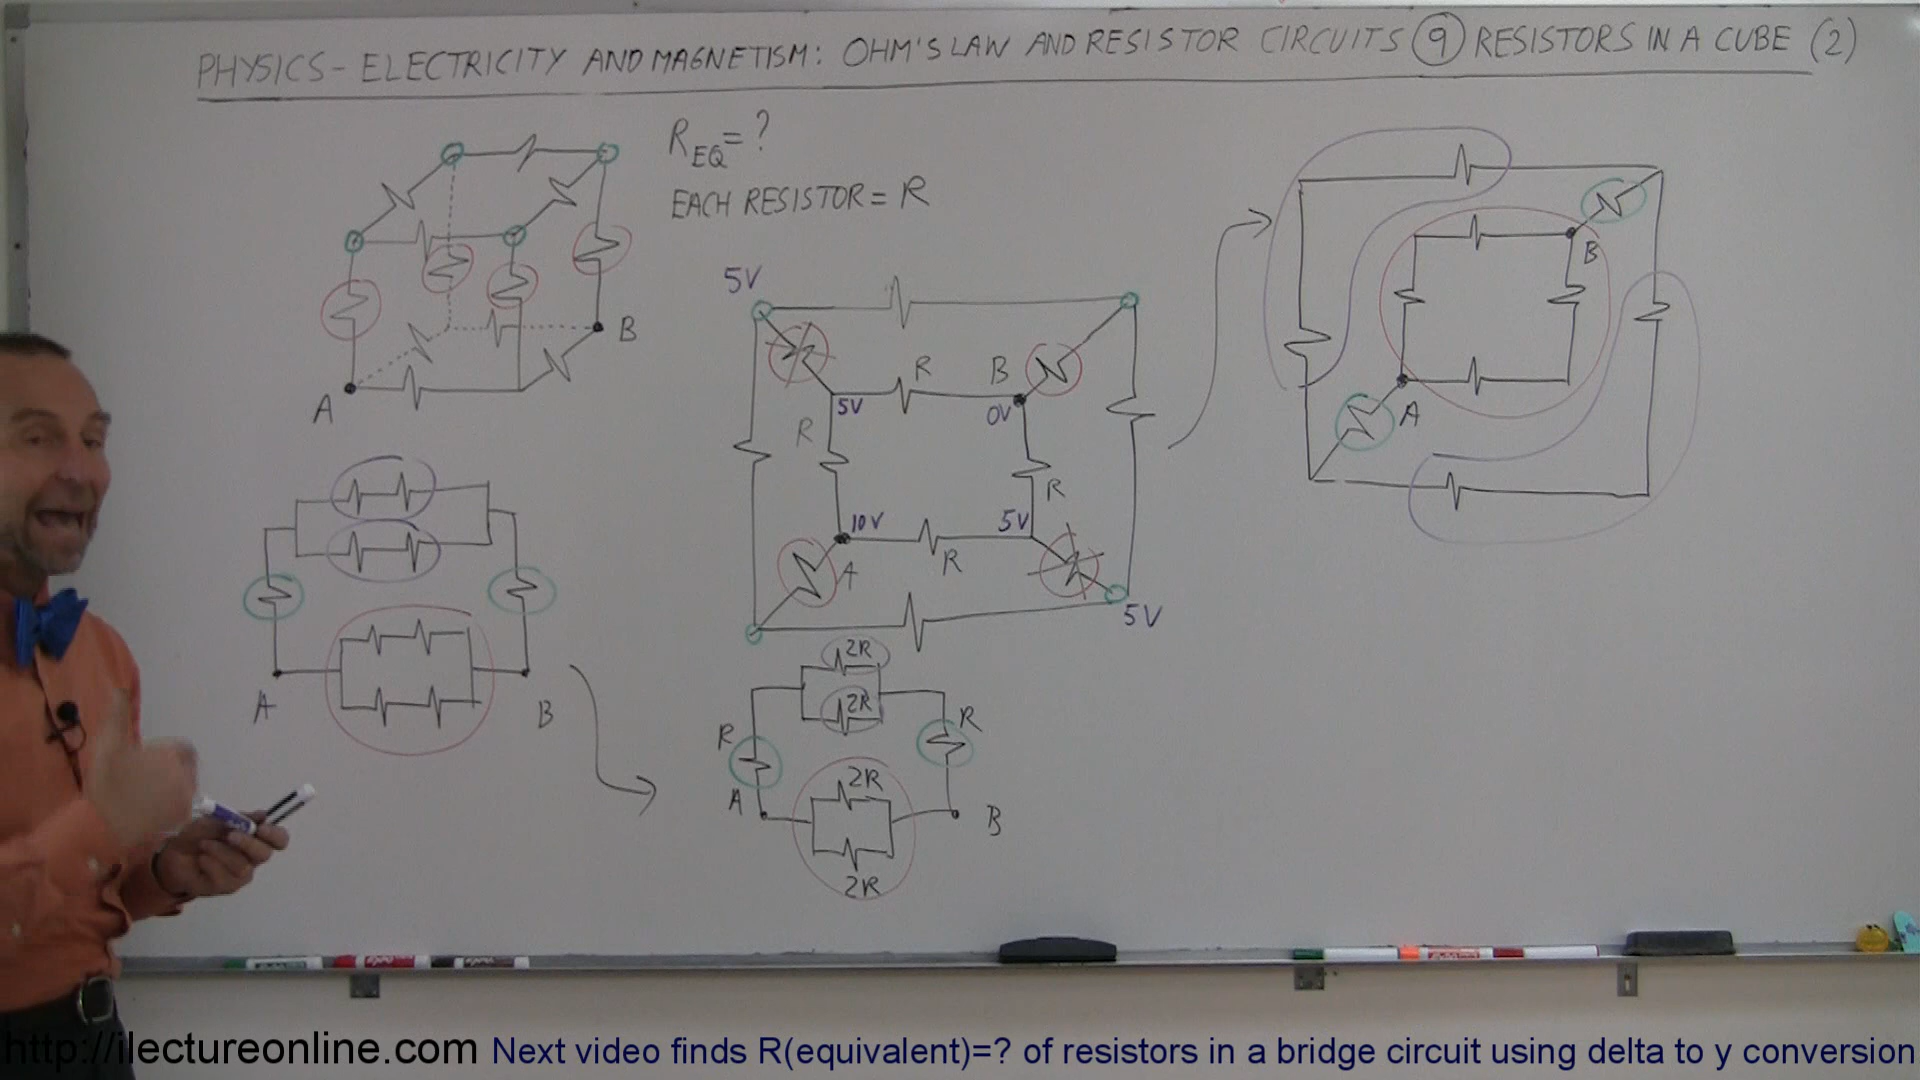 PHYSICS - ELECTRICITY AND MAGNETISM: OHM'S LAW AND RESISTOR CIRCUITS 9 RESISTORS IN A CUBE (2)
R EQ = ?
EACH RESISTOR = R
A
B
5V
R
B
5V
0V
R
R
10V
5V
A
R
5V
B
A
A
B
2R
2R
R
R
A
B
2R
2R
http://ilectureonline.com Next video finds R(equivalent)=? of resistors in a bridge circuit using delta to y conversion